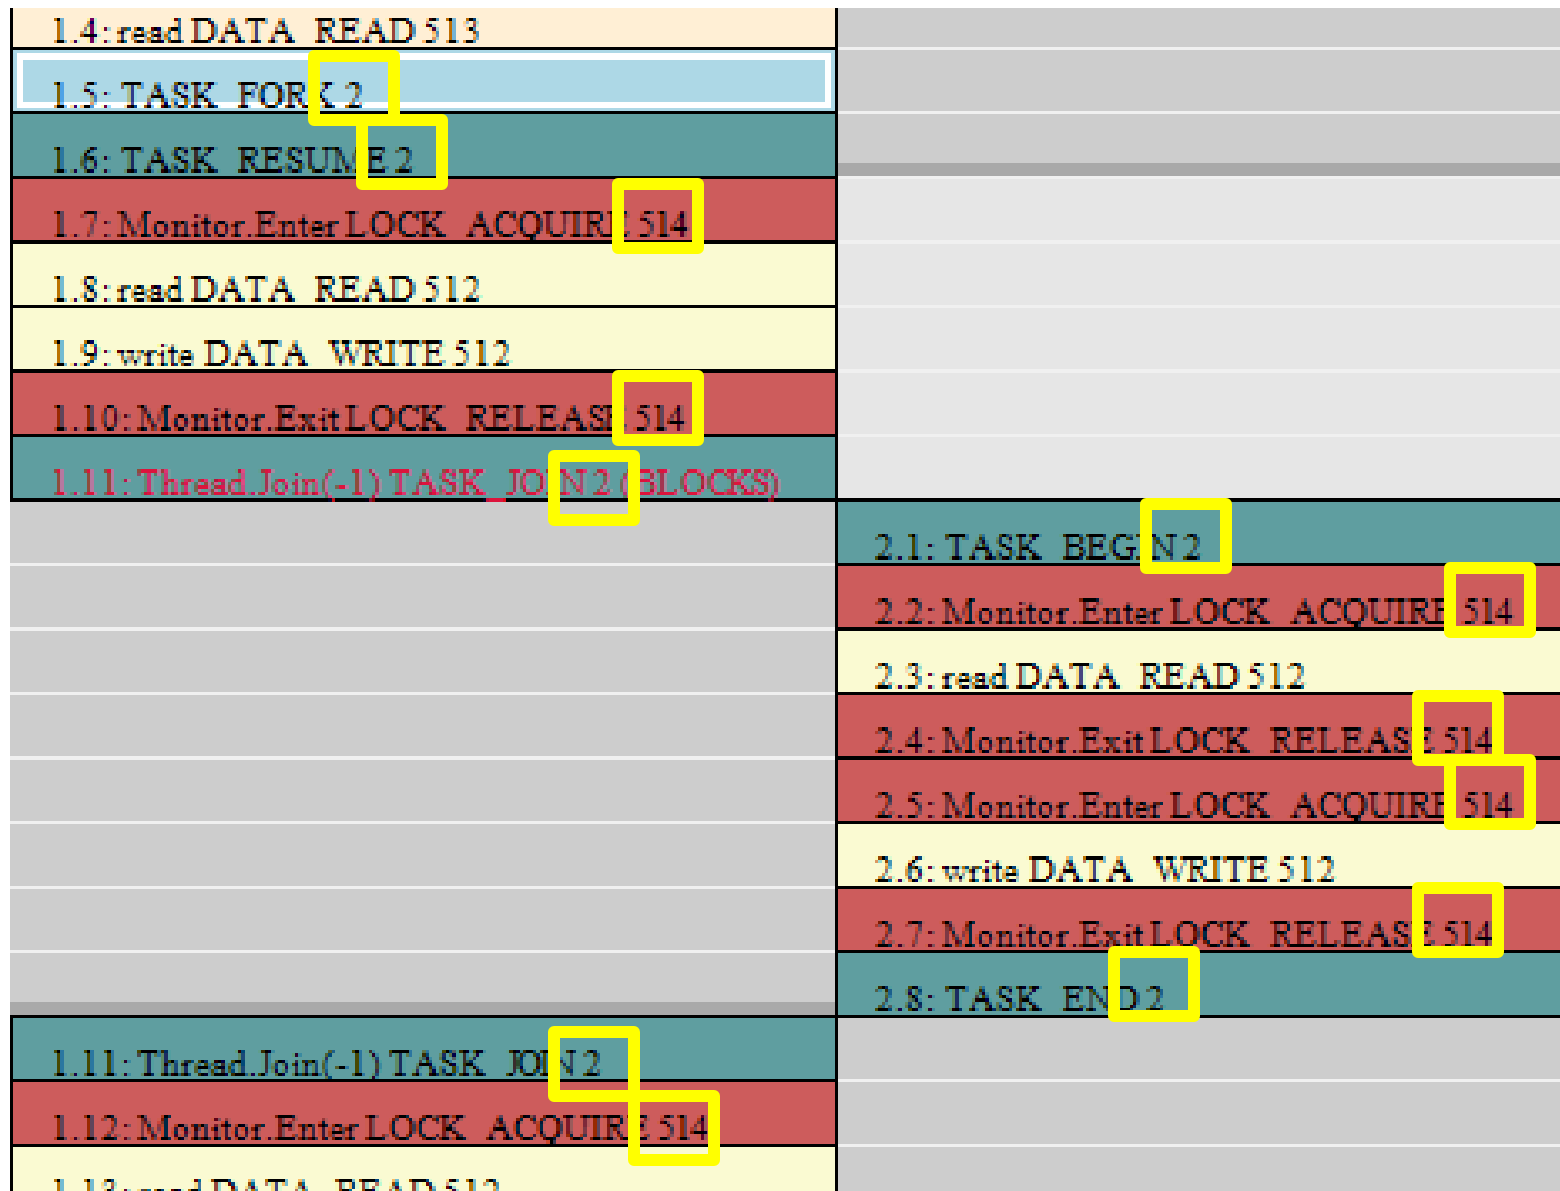 1.4: read DATA_READ 513
1.5: TASK_FORK 2
1.6: TASK_RESUME 2
1.7: Monitor.Enter LOCK_ACQUIRE 514
1.8: read DATA_READ 512
1.9: write DATA_WRITE 512
1.10: Monitor.Exit LOCK_RELEASE 514
1.11: Thread.Join(-1) TASK_JOIN 2 (BLOCKS)
2.1: TASK_BEGIN 2
2.2: Monitor.Enter LOCK_ACQUIRE 514
2.3: read DATA_READ 512
2.4: Monitor.Exit LOCK_RELEASE 514
2.5: Monitor.Enter LOCK_ACQUIRE 514
2.6: write DATA_WRITE 512
2.7: Monitor.Exit LOCK_RELEASE 514
2.8: TASK_END 2
1.11: Thread.Join(-1) TASK_JOIN 2
1.12: Monitor.Enter LOCK_ACQUIRE 514
1.13: read DATA_READ 512